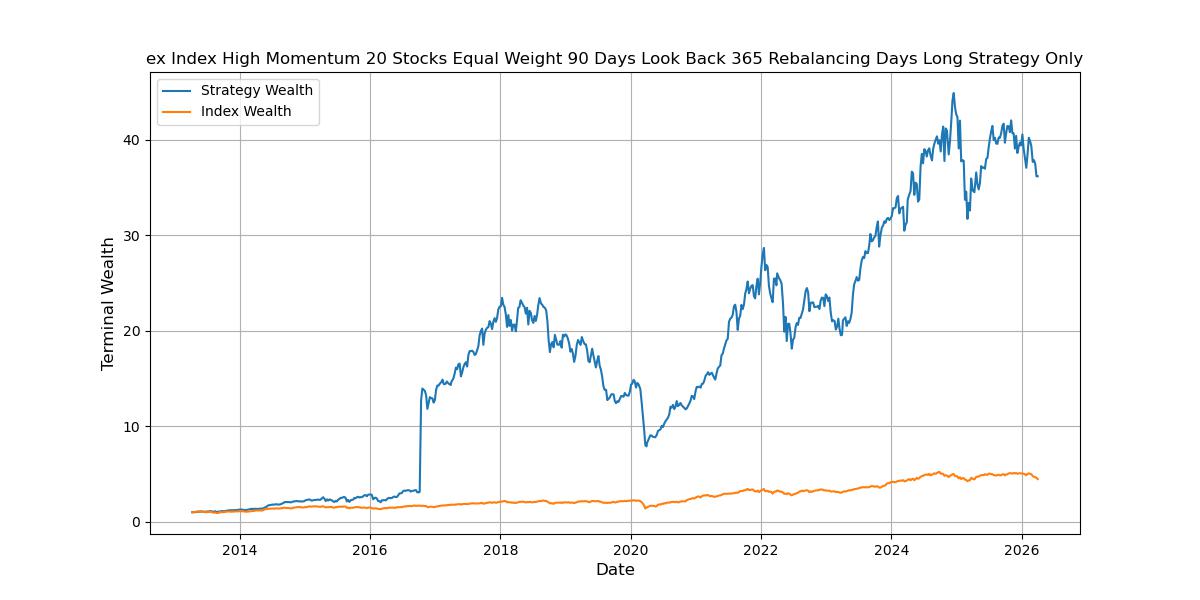 ex Index High Momentum 20 Stocks Equal Weight 90 Days Look Back 365 Rebalancing Days Long Strategy Only
Strategy Wealth
Index Wealth
Terminal Wealth
40
30
20
10
0
2014 2016 2018 2020 2022 2024 2026
Date